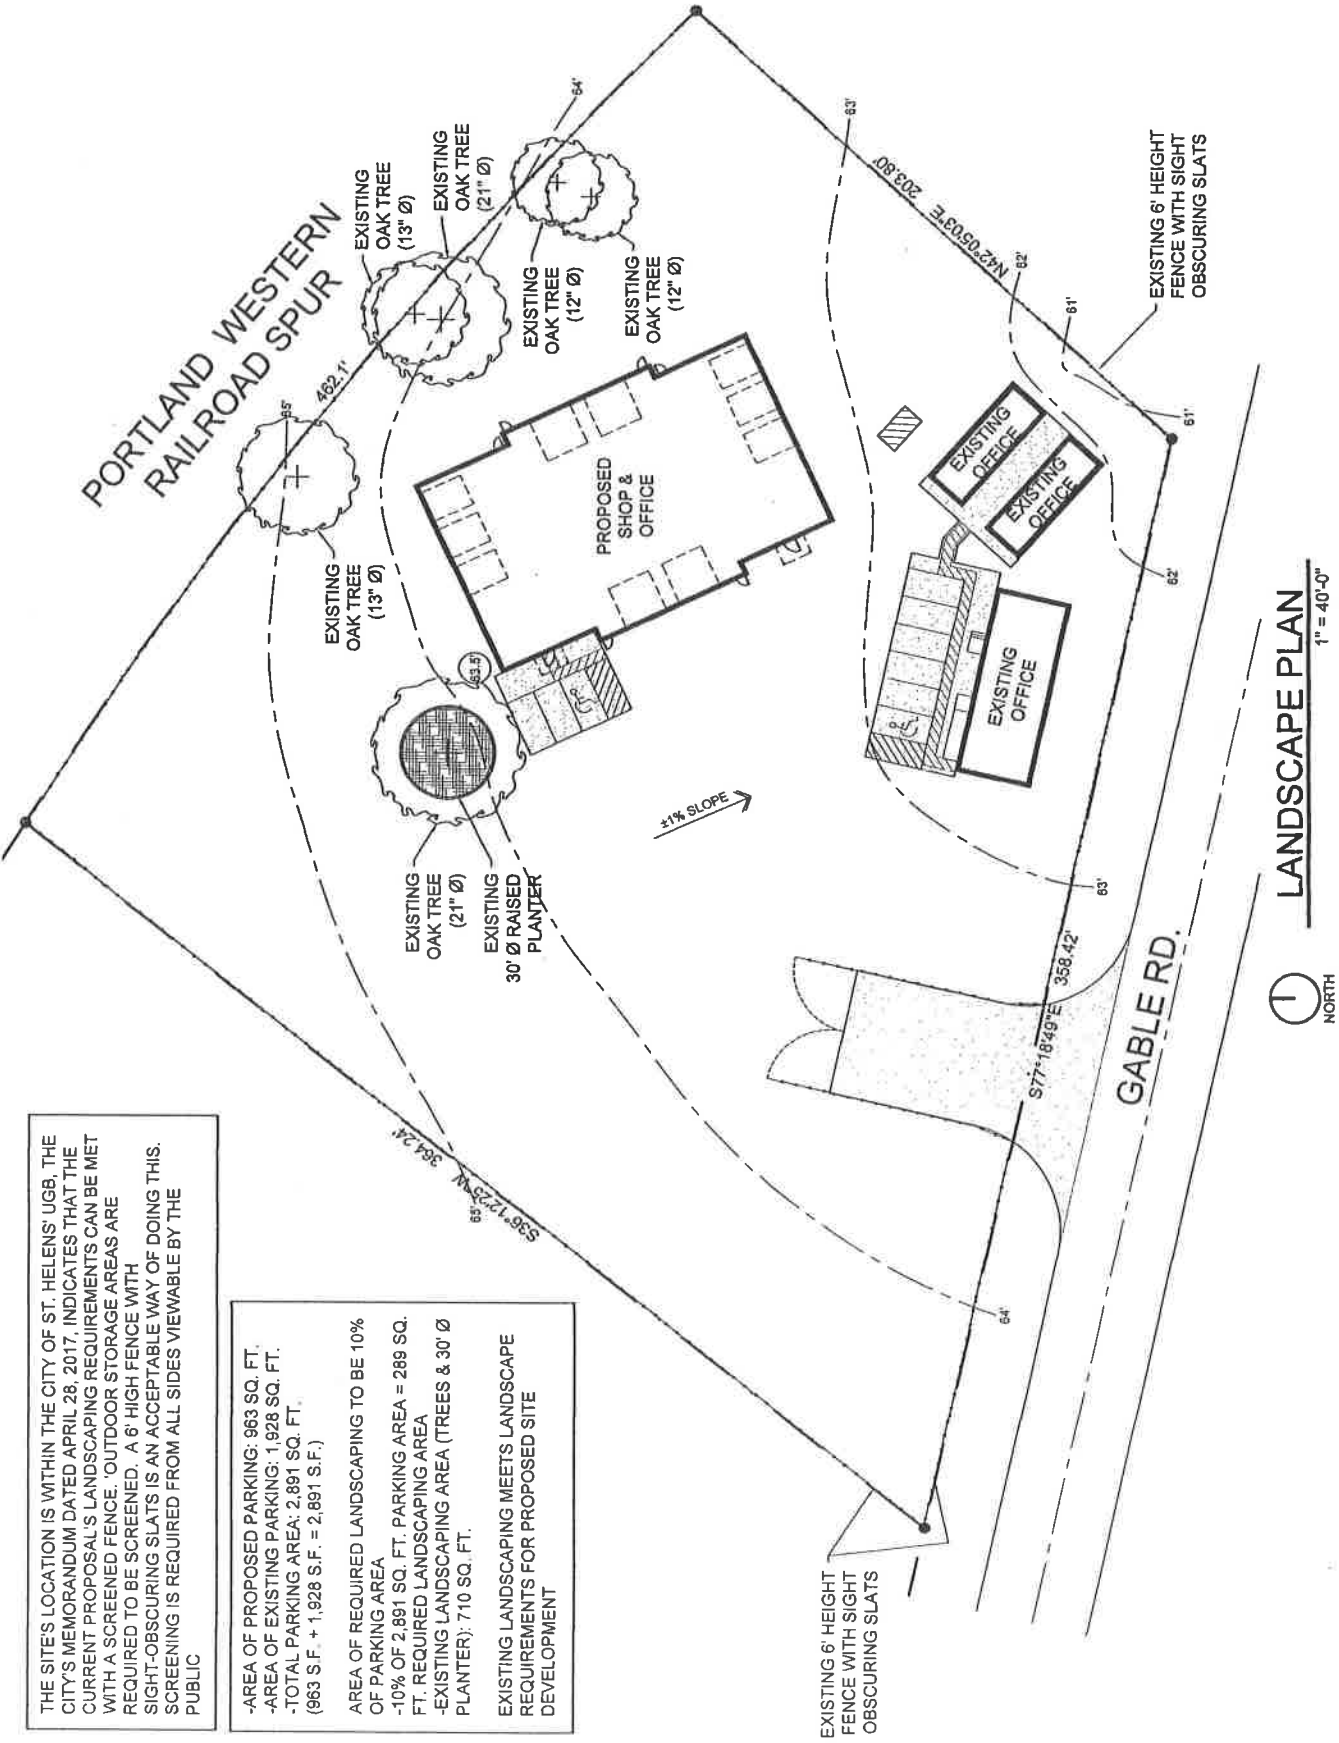 THE SITE'S LOCATION IS WITHIN THE CITY OF ST. HELENS' UGB, THE
CITY'S MEMORANDUM DATED APRIL 28, 2017, INDICATES THAT THE
CURRENT PROPOSAL'S LANDSCAPING REQUIREMENTS CAN BE MET
WITH A SCREENED FENCE. 'OUTDOOR STORAGE AREAS ARE
REQUIRED TO BE SCREENED. A 6' HIGH FENCE WITH
SIGHT-OBSCURING SLATS IS AN ACCEPTABLE WAY OF DOING THIS.
SCREENING IS REQUIRED FROM ALL SIDES VIEWABLE BY THE
PUBLIC
-AREA OF PROPOSED PARKING: 963 SQ. FT.
-AREA OF EXISTING PARKING: 1,928 SQ. FT.
-TOTAL PARKING AREA: 2,891 SQ. FT.
(963 S.F. + 1,928 S.F. = 2,891 S.F.)
AREA OF REQUIRED LANDSCAPING TO BE 10%
OF PARKING AREA
-10% OF 2,891 SQ. FT. PARKING AREA = 289 SQ.
FT. REQUIRED LANDSCAPING AREA
-EXISTING LANDSCAPING AREA (TREES & 30' Ø
PLANTER): 710 SQ. FT.
EXISTING LANDSCAPING MEETS LANDSCAPE
REQUIREMENTS FOR PROPOSED SITE
DEVELOPMENT
EXISTING 6' HEIGHT
FENCE WITH SIGHT
OBSCURING SLATS
S36°12'25"W 364.24'
65'
64'
EXISTING
OAK TREE
(21" Ø)
EXISTING
30' Ø RAISED
PLANTER
63.5'
±1% SLOPE
EXISTING
OAK TREE
(13" Ø)
PORTLAND WESTERN
RAILROAD SPUR
462.1'
65'
EXISTING
OAK TREE
(13" Ø)
EXISTING
OAK TREE
(21" Ø)
EXISTING
OAK TREE
(12" Ø)
EXISTING
OAK TREE
(12" Ø)
64'
PROPOSED
SHOP &
OFFICE
63'
N42°05'03"E 203.80'
62'
61'
EXISTING 6' HEIGHT
FENCE WITH SIGHT
OBSCURING SLATS
EXISTING
OFFICE
EXISTING
OFFICE
EXISTING
OFFICE
61'
62'
63'
S77°18'49"E 358.42'
GABLE RD.
NORTH
LANDSCAPE PLAN
1" = 40'-0"